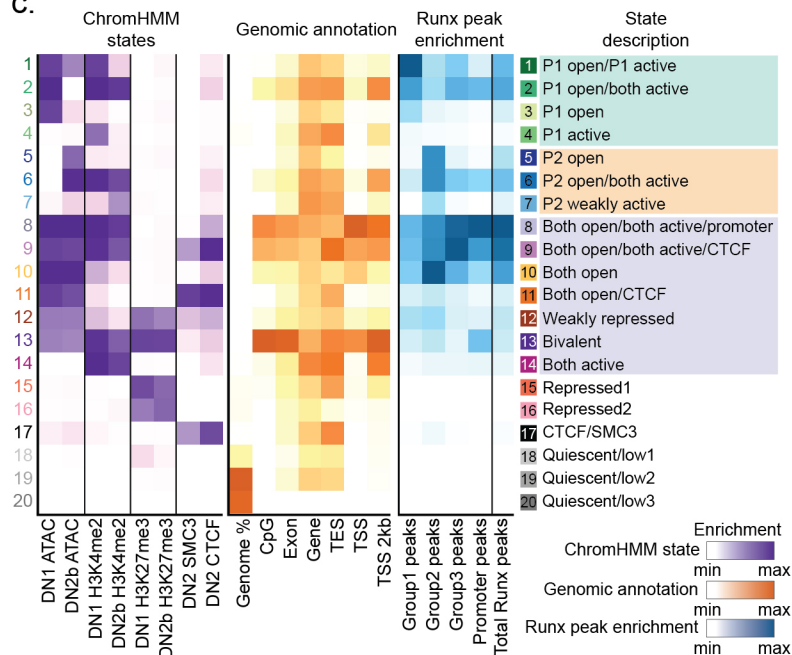 C.
ChromHMM
states
Genomic annotation
Runx peak
enrichment
State
description
1
2
3
4
5
6
7
8
9
10
11
12
13
14
15
16
17
18
19
20
1 P1 open/P1 active
2 P1 open/both active
3 P1 open
4 P1 active
5 P2 open
6 P2 open/both active
7 P2 weakly active
8 Both open/both active/promoter
9 Both open/both active/CTCF
10 Both open
11 Both open/CTCF
12 Weakly repressed
13 Bivalent
14 Both active
15 Repressed1
16 Repressed2
17 CTCF/SMC3
18 Quiescent/low1
19 Quiescent/low2
20 Quiescent/low3
DN1 ATAC
DN2b ATAC
DN1 H3K4me2
DN2b H3K4me2
DN1 H3K27me3
DN2b H3K27me3
DN2 SMC3
DN2 CTCF
Genome %
CpG
Exon
Gene
TES
TSS
TSS 2kb
Group1 peaks
Group2 peaks
Group3 peaks
Promoter peaks
Total Runx peaks
Enrichment
ChromHMM state
min max
Genomic annotation
min max
Runx peak enrichment
min max